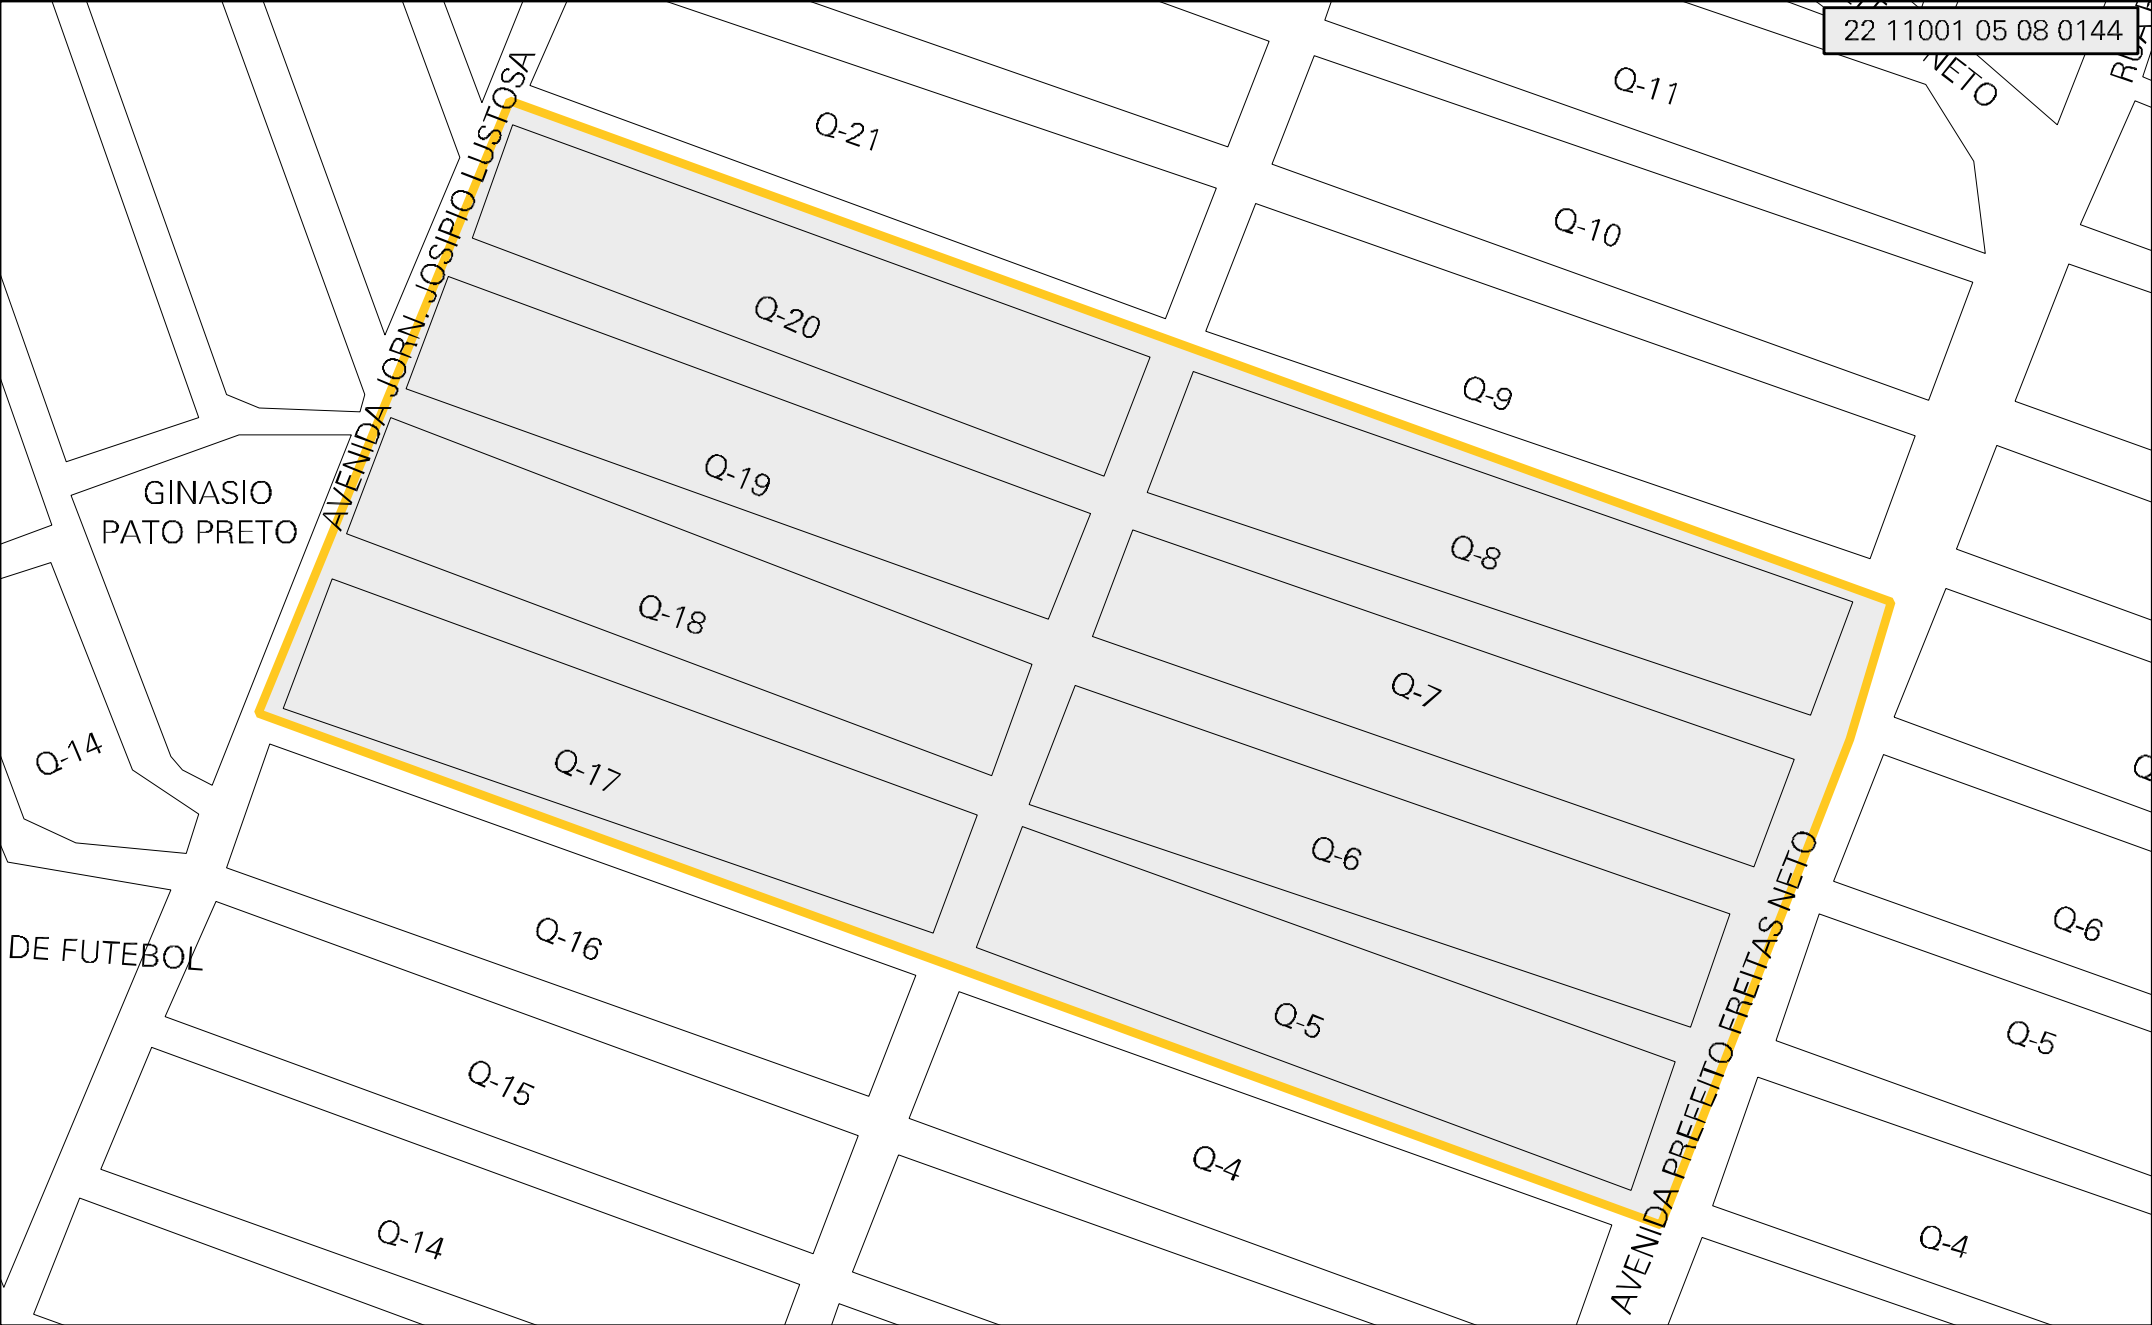 22 11001 05 08 0144
NETO
Q-11
Q-21
AVENIDA JORN. JOSIPIO LUSTOSA
Q-10
Q-20
Q-9
Q-19
GINASIO
PATO PRETO
Q-8
Q-18
Q-7
Q-14
Q-17
Q-6
AVENIDA PREFEITO FREITAS NETO
Q-6
Q-16
DE FUTEBOL
Q-5
Q-5
Q-15
Q-4
Q-14
Q-4